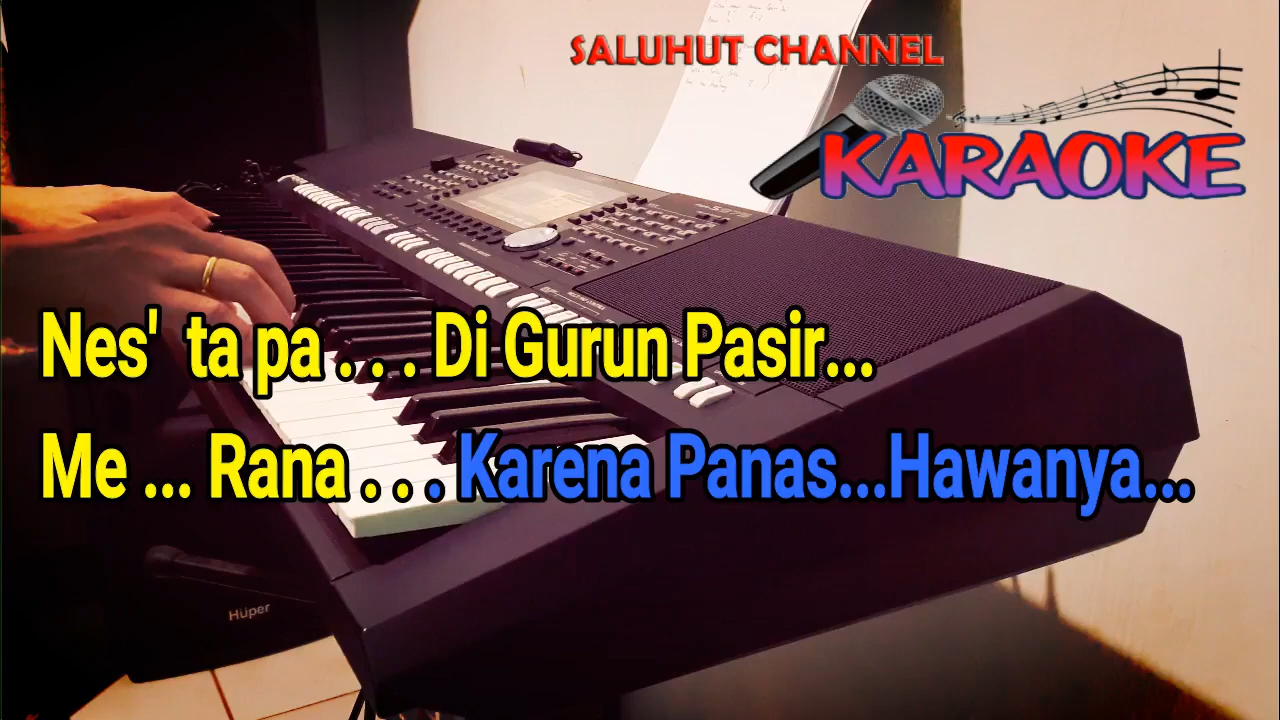 SALUHUT CHANNEL
KARAOKE
Nes' ta pa . . . Di Gurun Pasir...
Me ... Rana . . . Karena Panas...Hawanya...
Hüper